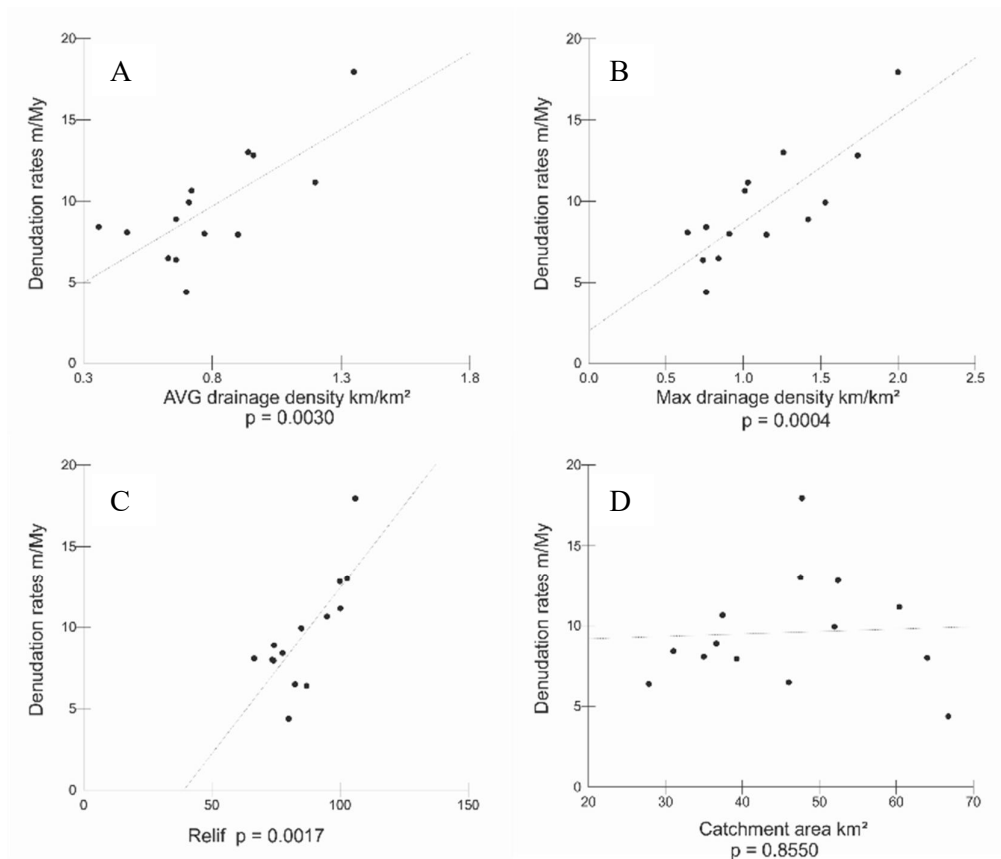 A
Denudation rates m/My
20
15
10
5
0
0.3 0.8 1.3 1.8
AVG drainage density km/km²
p = 0.0030
B
Denudation rates m/My
20
15
10
5
0
0.0 0.5 1.0 1.5 2.0 2.5
Max drainage density km/km²
p = 0.0004
C
Denudation rates m/My
20
15
10
5
0
0 50 100 150
Relif p = 0.0017
D
Denudation rates m/My
20
15
10
5
0
20 30 40 50 60 70
Catchment area km²
p = 0.8550